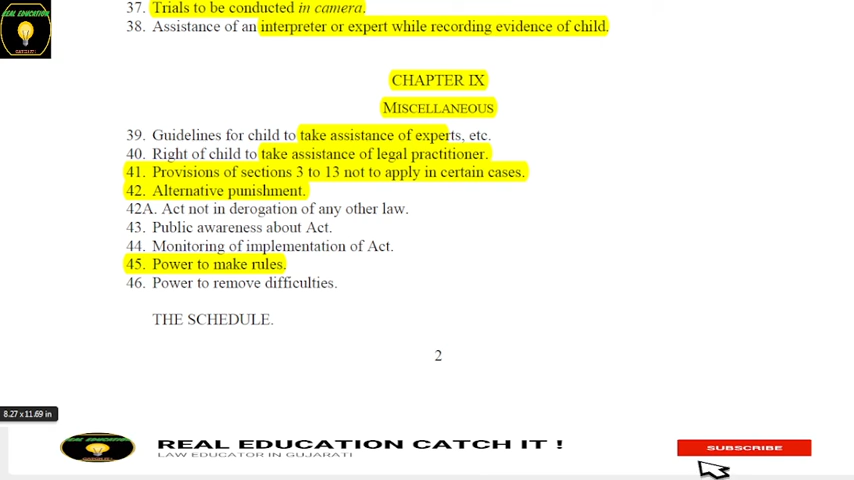 REAL EDUCATION
37. Trials to be conducted in camera.
38. Assistance of an interpreter or expert while recording evidence of child.
CHAPTER IX
MISCELLANEOUS
39. Guidelines for child to take assistance of experts, etc.
40. Right of child to take assistance of legal practitioner.
41. Provisions of sections 3 to 13 not to apply in certain cases.
42. Alternative punishment.
42A. Act not in derogation of any other law.
43. Public awareness about Act.
44. Monitoring of implementation of Act.
45. Power to make rules.
46. Power to remove difficulties.
THE SCHEDULE.
2
8.27 x 11.69 in
REAL EDUCATION CATCH IT !
LAW EDUCATOR IN GUJARATI
SUBSCRIBE